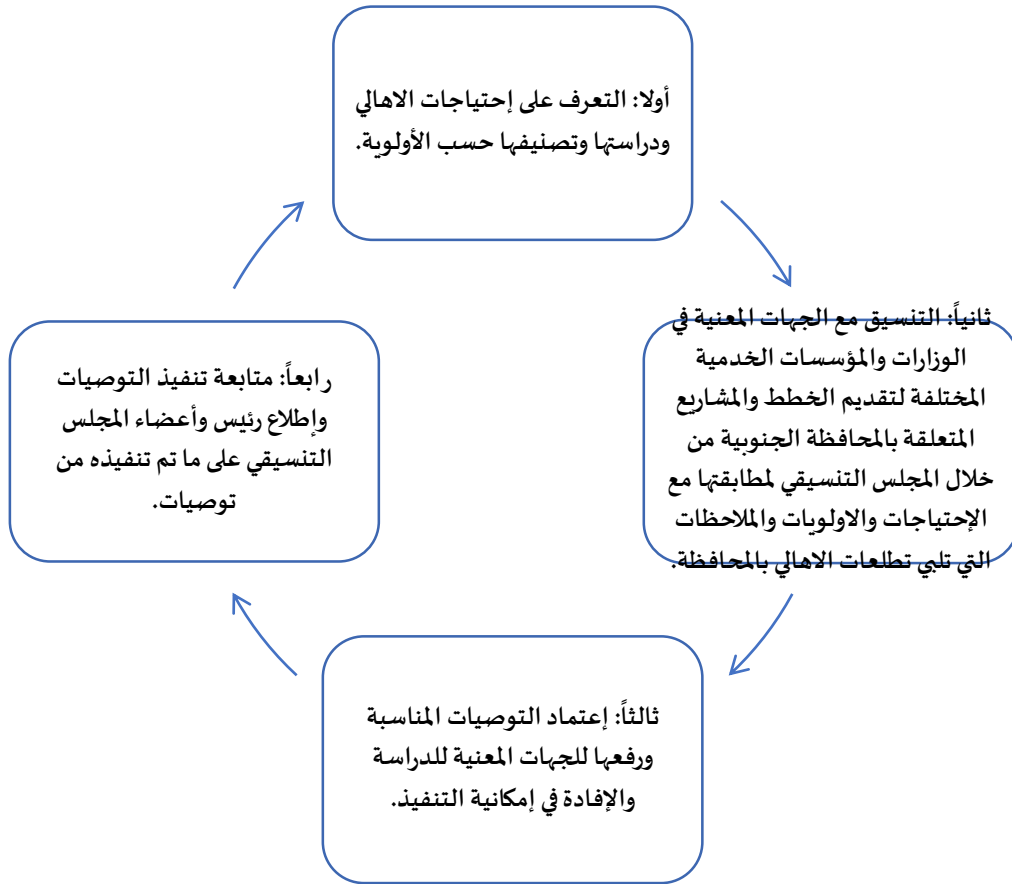 أولا: التعرف على إحتياجات الاهالي
ودراستها وتصنيفها حسب الأولوية.
ثانياً: التنسيق مع الجهات المعنية في
الوزارات والمؤسسات الخدمية
المختلفة لتقديم الخطط والمشاريع
المتعلقة بالمحافظة الجنوبية من
خلال المجلس التنسيقي لمطابقتها مع
الإحتياجات والاولويات والملاحظات
التي تلبي تطلعات الاهالي بالمحافظة.
ثالثاً: إعتماد التوصيات المناسبة
ورفعها للجهات المعنية للدراسة
والإفادة في إمكانية التنفيذ.
رابعاً: متابعة تنفيذ التوصيات
وإطلاع رئيس وأعضاء المجلس
التنسيقي على ما تم تنفيذه من
توصيات.